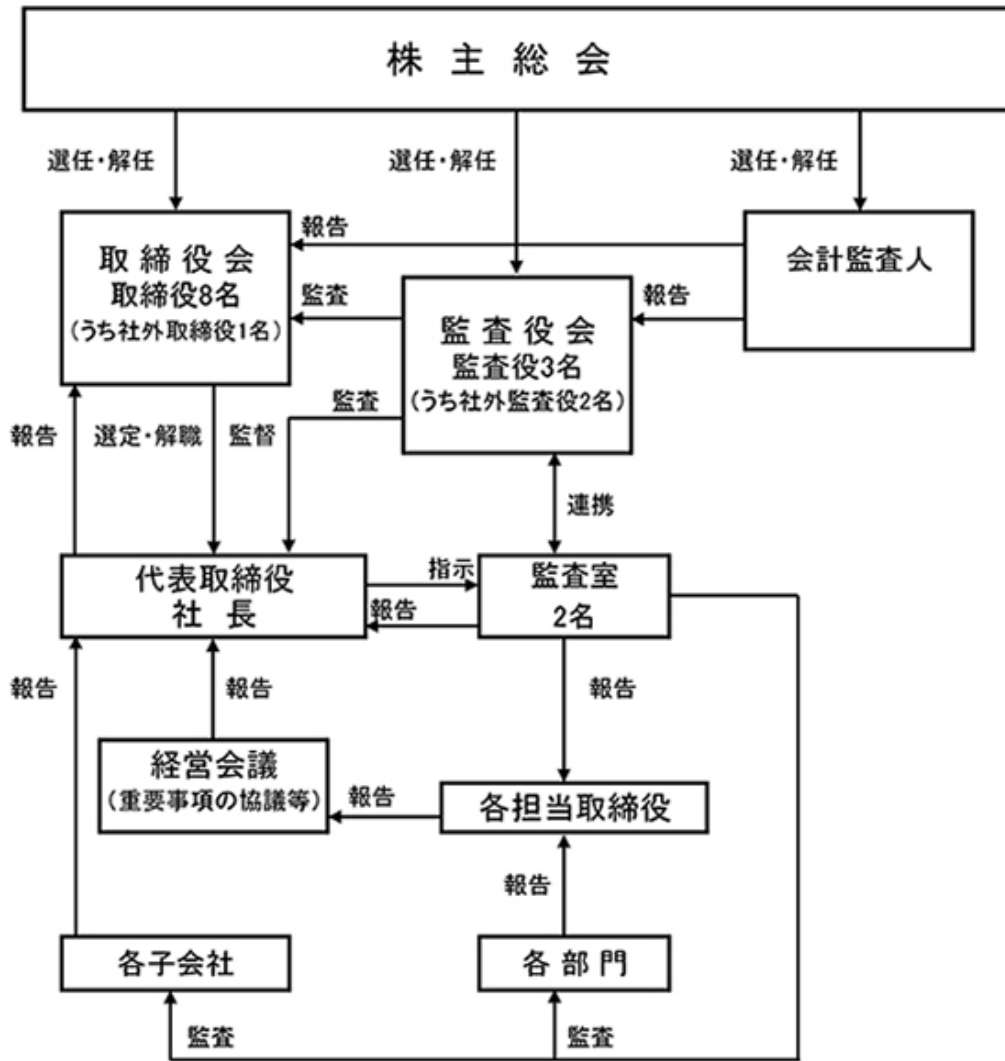 株主総会
選任・解任
選任・解任
選任・解任
取締役会
取締役8名
(うち社外取締役1名)
報告
会計監査人
監査
報告
監査役会
監査役3名
(うち社外監査役2名)
監査
報告
選定・解職
監督
連携
代表取締役
社長
指示
報告
監査室
2名
報告
報告
報告
経営会議
(重要事項の協議等)
報告
各担当取締役
報告
各子会社
各部門
監査
監査